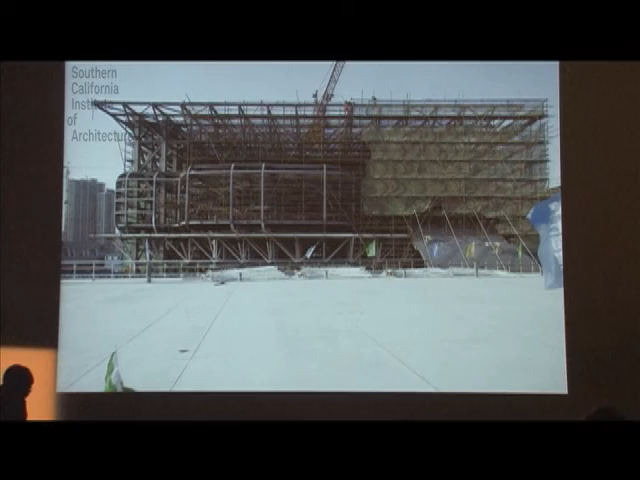 Southern
California
Institute
of
Architecture